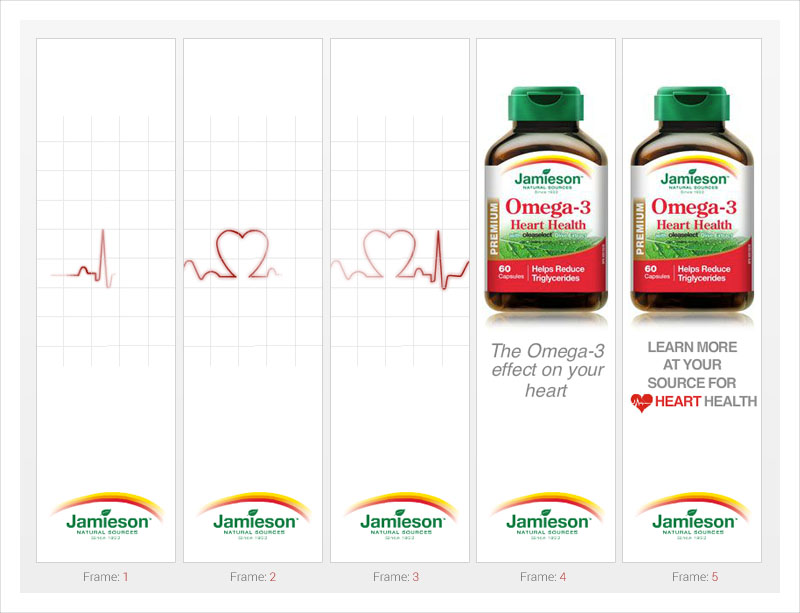 Jamieson
NATURAL SOURCES
SINCE 1922
Frame: 1
Jamieson
NATURAL SOURCES
SINCE 1922
Frame: 2
Jamieson
NATURAL SOURCES
SINCE 1922
Frame: 3
Jamieson
NATURAL SOURCES
Since 1922
PREMIUM
Omega-3
Heart Health
60
Capsules
Helps Reduce
Triglycerides
The Omega-3
effect on your
heart
Jamieson
NATURAL SOURCES
SINCE 1922
Frame: 4
Jamieson
NATURAL SOURCES
Since 1922
PREMIUM
Omega-3
Heart Health
60
Capsules
Helps Reduce
Triglycerides
LEARN MORE
AT YOUR
SOURCE FOR
HEART HEALTH
Jamieson
NATURAL SOURCES
SINCE 1922
Frame: 5